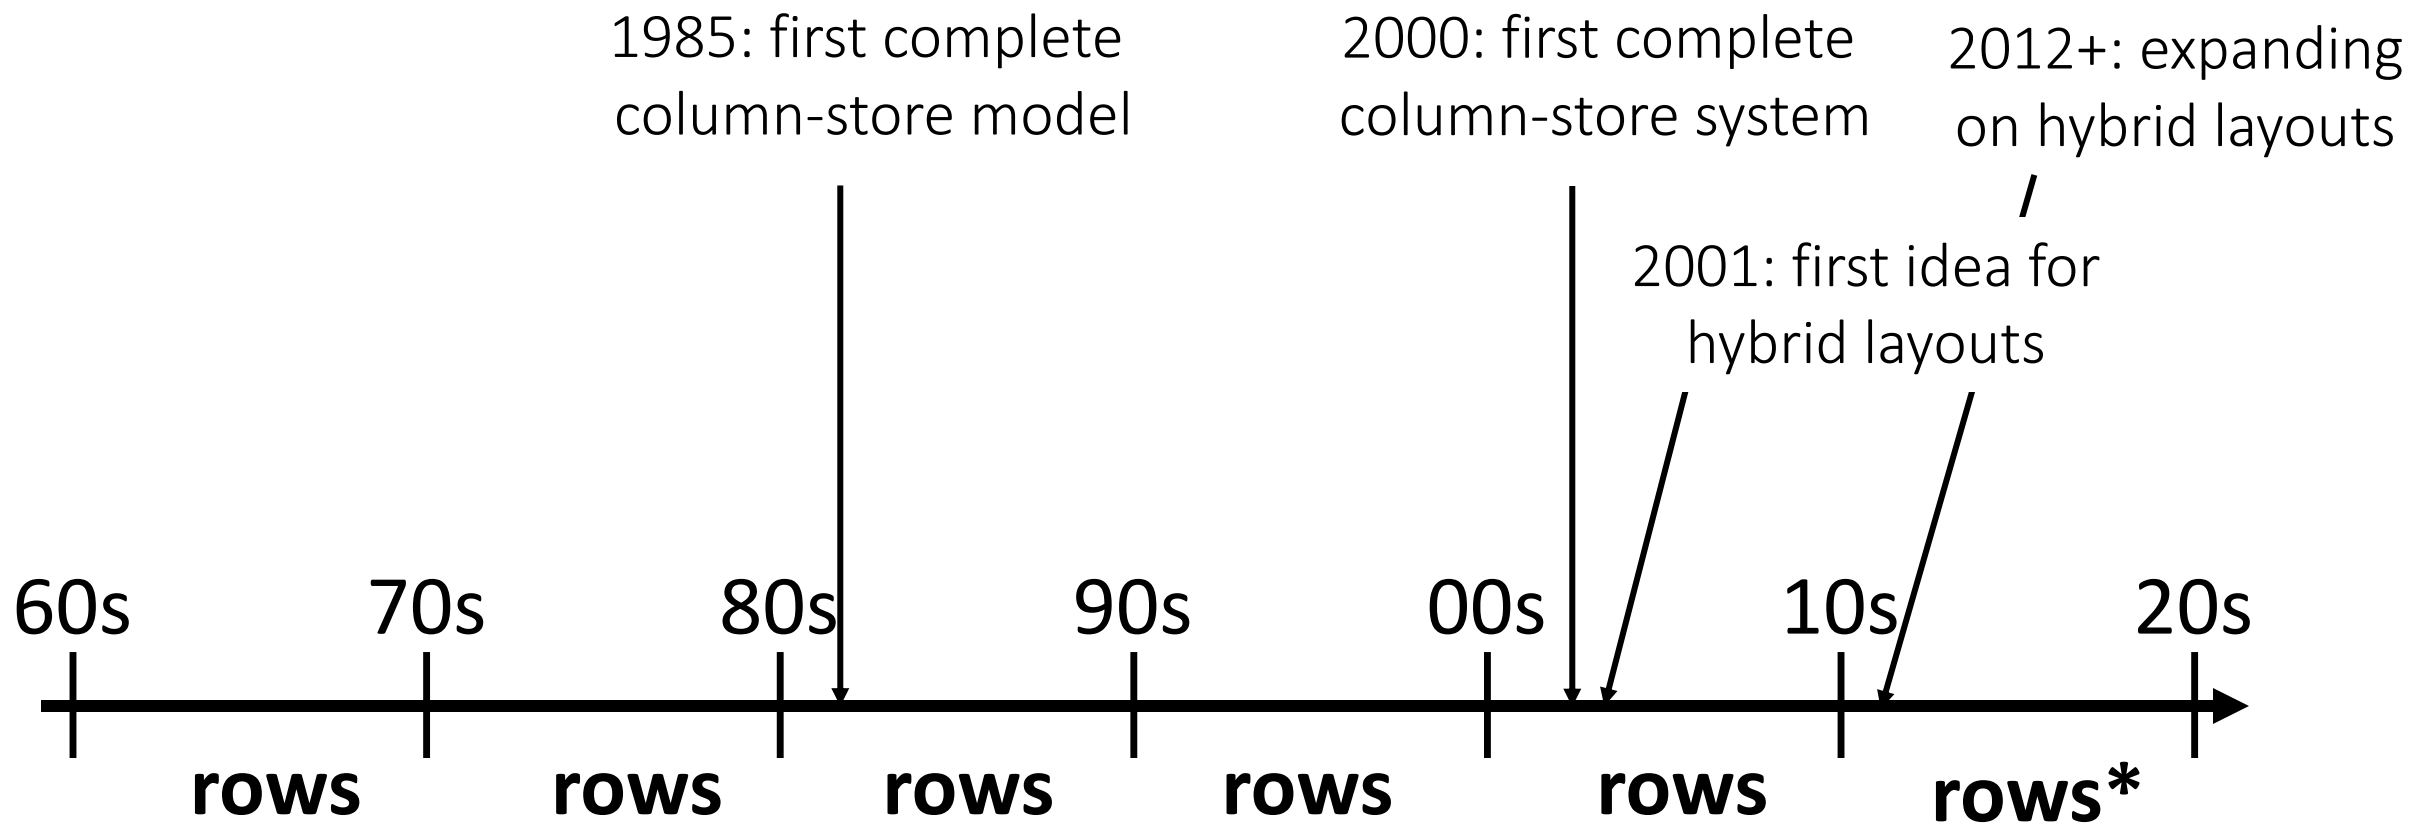 1985: first complete
column-store model
2000: first complete
column-store system
2012+: expanding
on hybrid layouts
2001: first idea for
hybrid layouts
60s 70s 80s 90s 00s 10s 20s
rows rows rows rows rows rows*